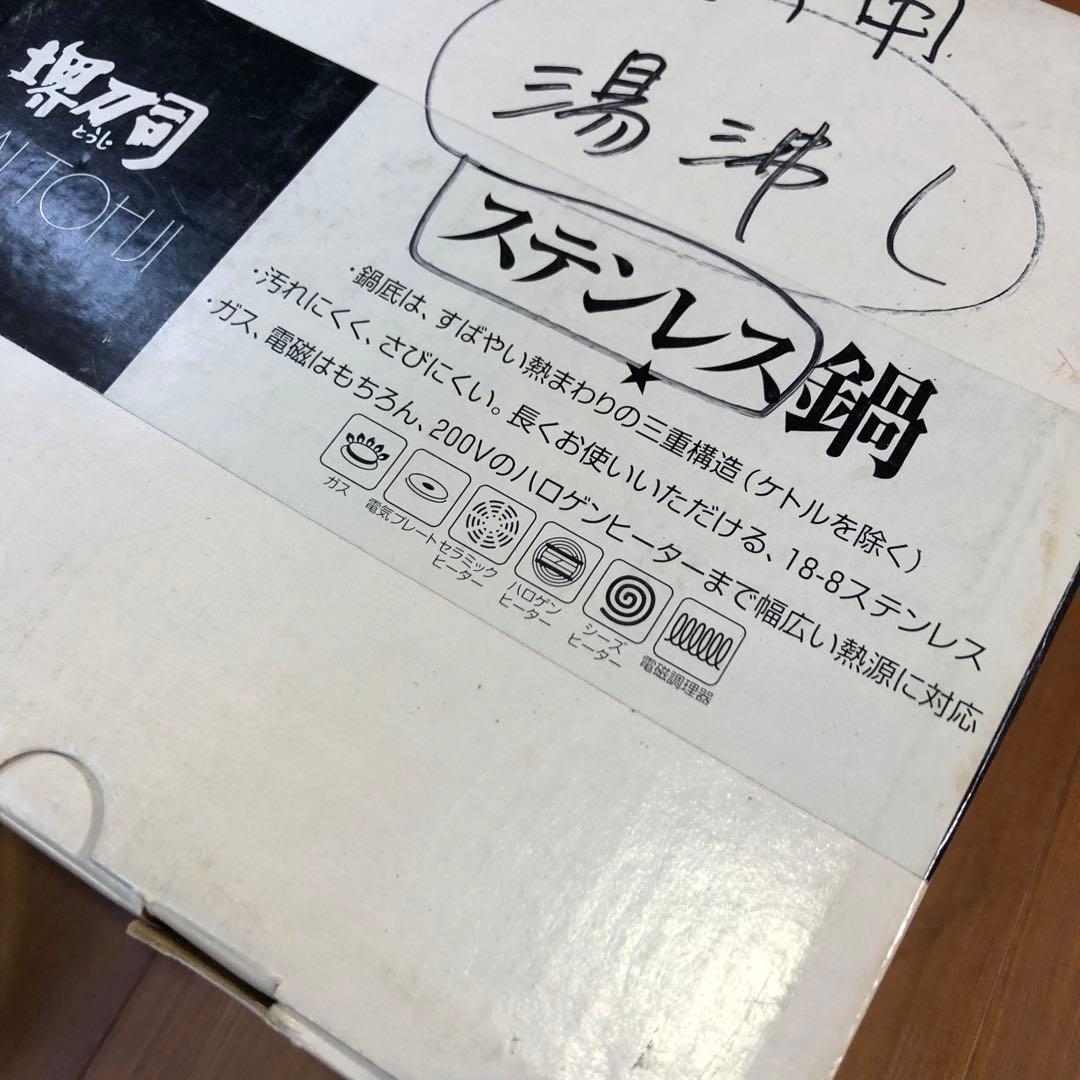 湯沸し
堺刀司
とうじ
TOHJI
ステンレス★鍋
・鍋底は、すばやい熱まわりの三重構造(ケトルを除く)
・汚れにくく、さびにくい。長くお使いいただける、18-8ステンレス
・ガス、電磁はもちろん、200Vのハロゲンヒーターまで幅広い熱源に対応
ガス
電気プレート
セラミック
ヒーター
ハロゲン
ヒーター
シーズ
ヒーター
電磁調理器